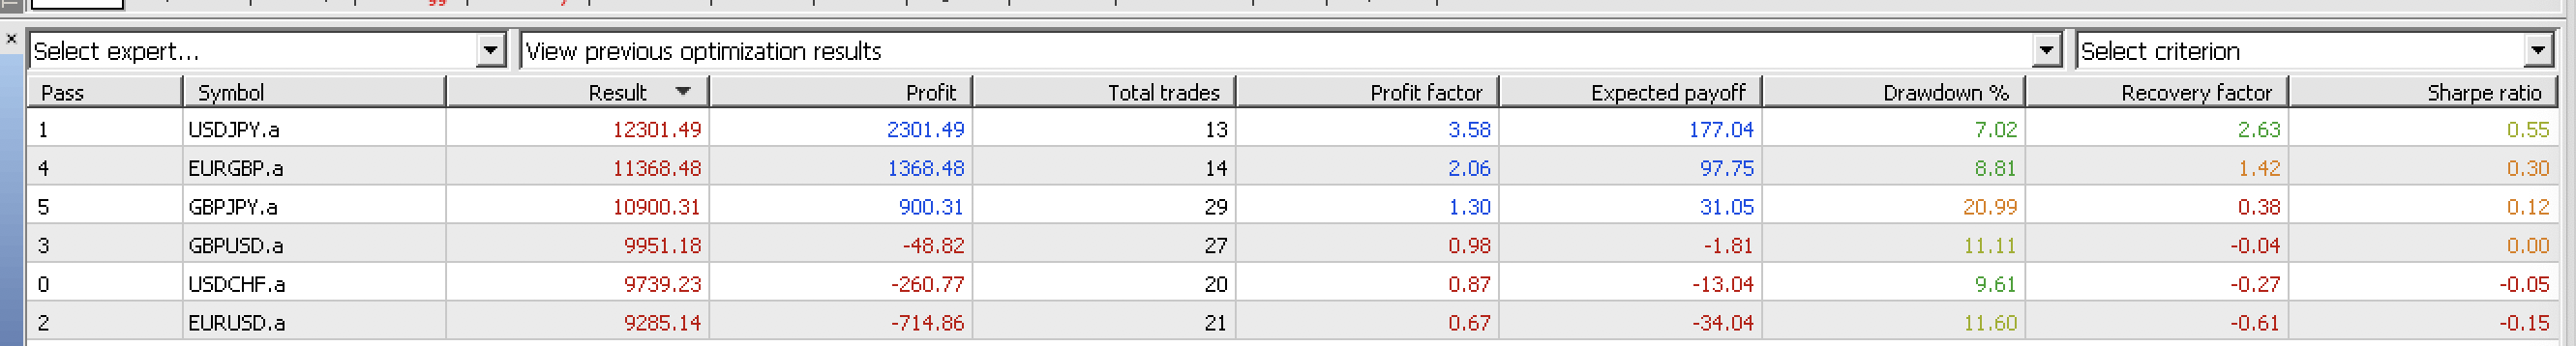 Select expert... View previous optimization results Select criterion
Pass Symbol Result Profit Total trades Profit factor Expected payoff Drawdown % Recovery factor Sharpe ratio
1 USDJPY.a 12301.49 2301.49 13 3.58 177.04 7.02 2.63 0.55
4 EURGBP.a 11368.48 1368.48 14 2.06 97.75 8.81 1.42 0.30
5 GBPJPY.a 10900.31 900.31 29 1.30 31.05 20.99 0.38 0.12
3 GBPUSD.a 9951.18 -48.82 27 0.98 -1.81 11.11 -0.04 0.00
0 USDCHF.a 9739.23 -260.77 20 0.87 -13.04 9.61 -0.27 -0.05
2 EURUSD.a 9285.14 -714.86 21 0.67 -34.04 11.60 -0.61 -0.15